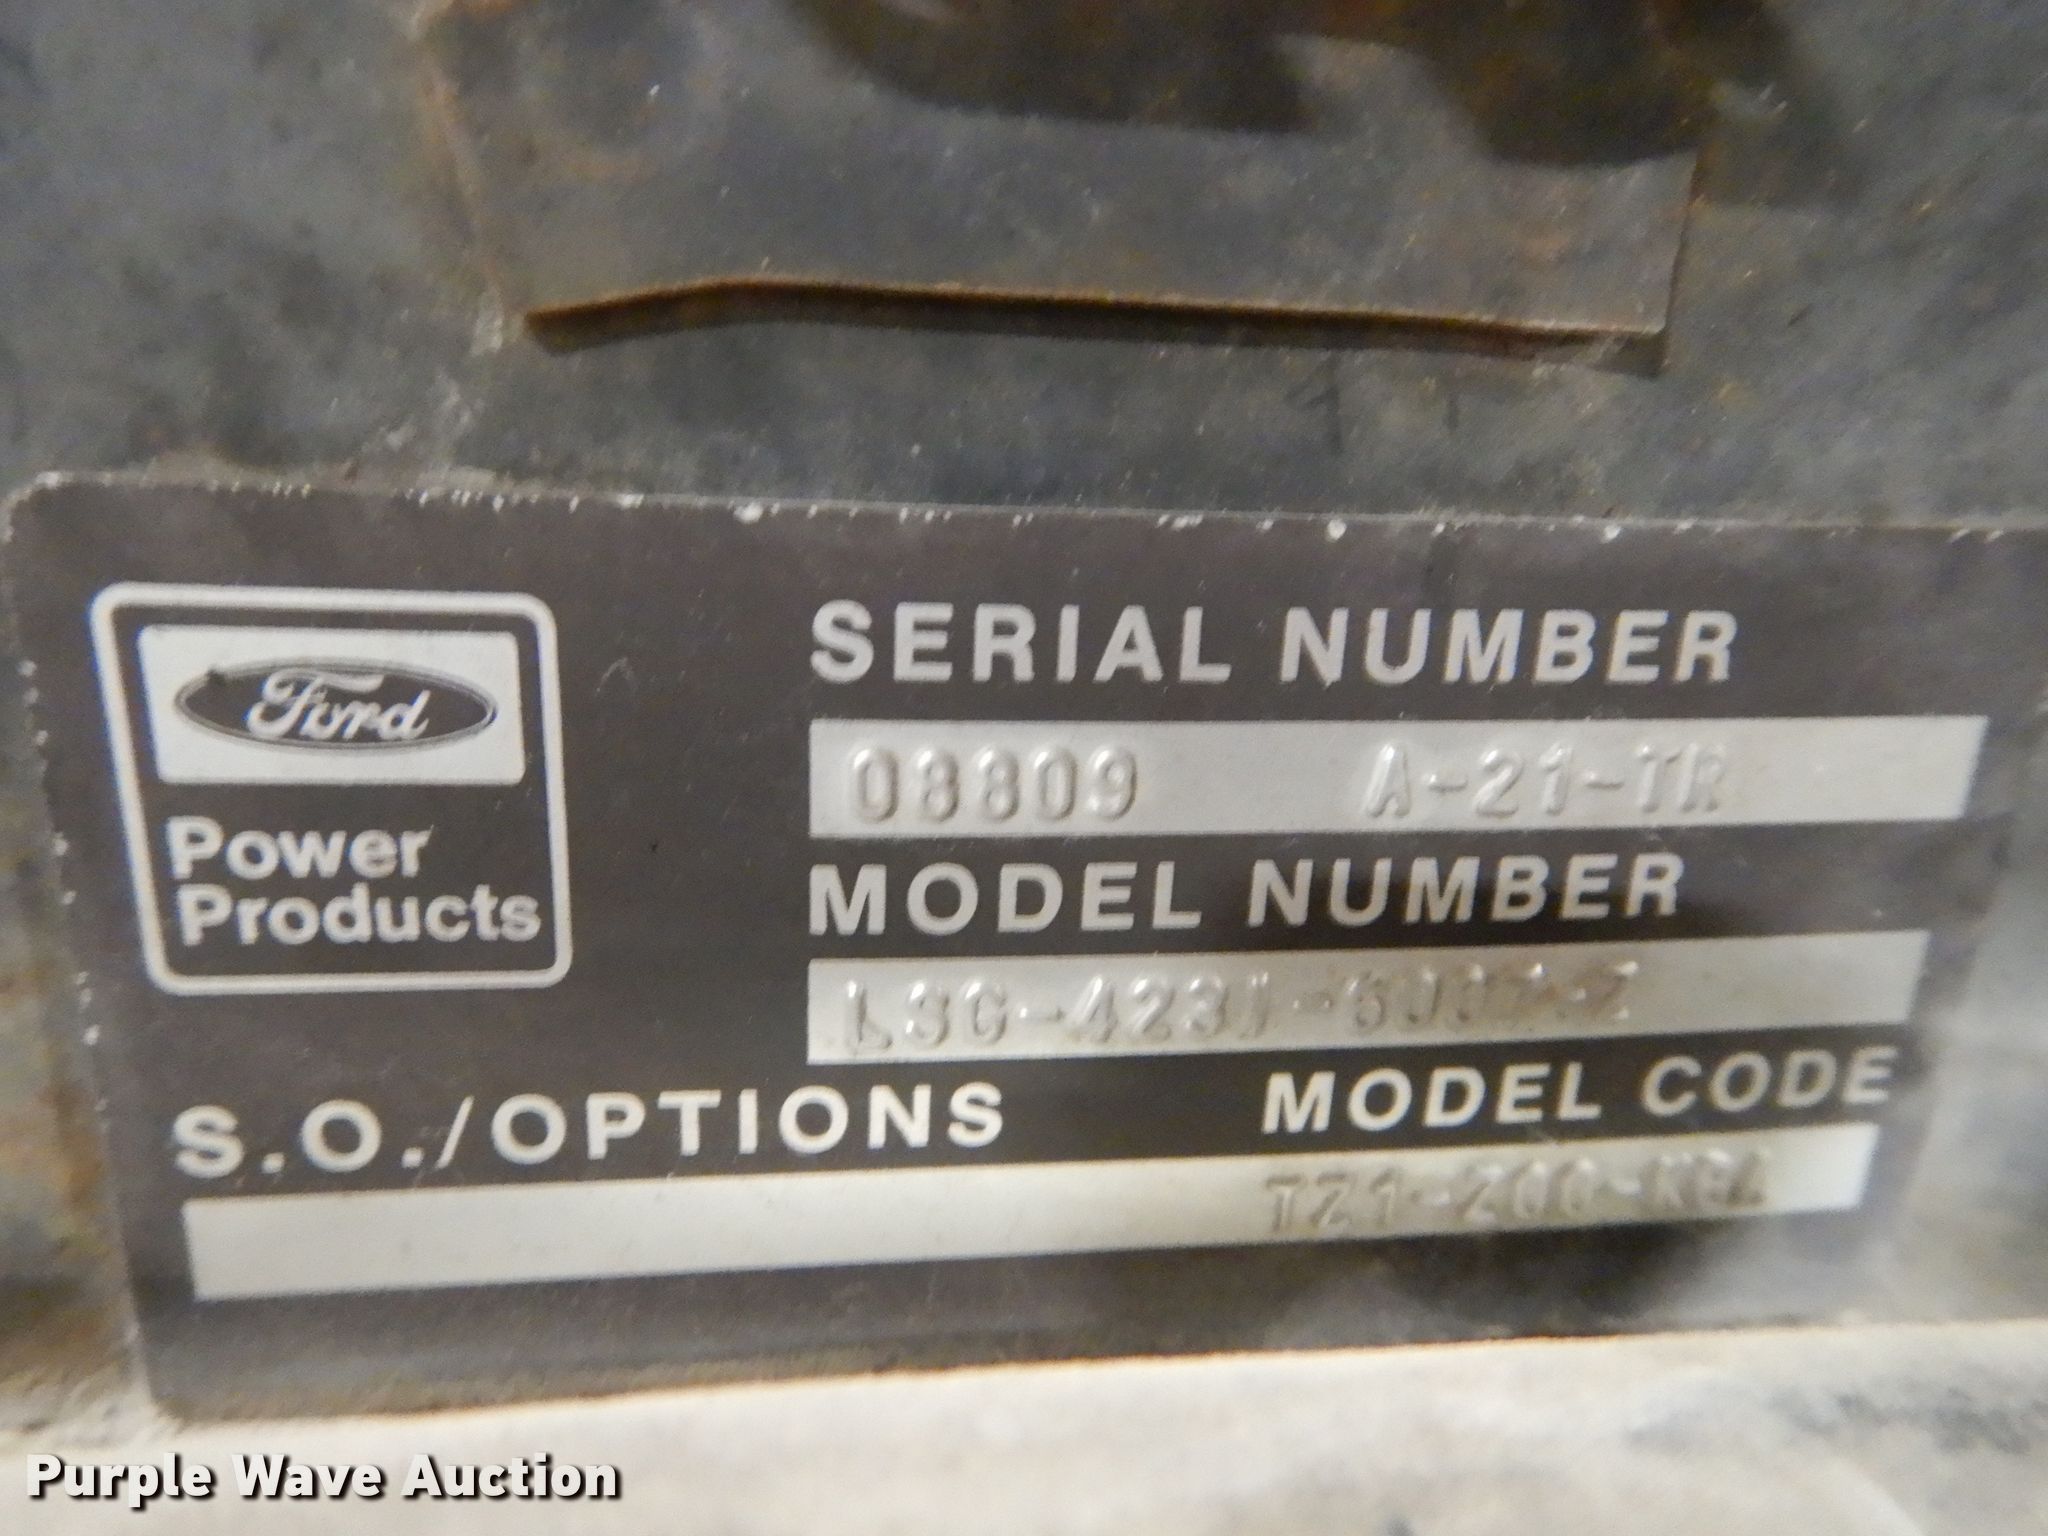 Ford
Power
Products
SERIAL NUMBER
08809 A-21-TR
MODEL NUMBER
S.O./OPTIONS MODEL CODE
Purple Wave Auction